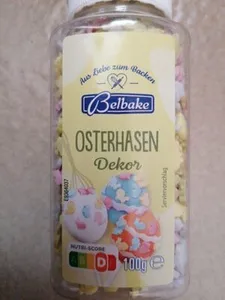 Aus Liebe zum Backen
Belbake
OSTERHASEN
Dekor
NUTRI-SCORE
D
100g